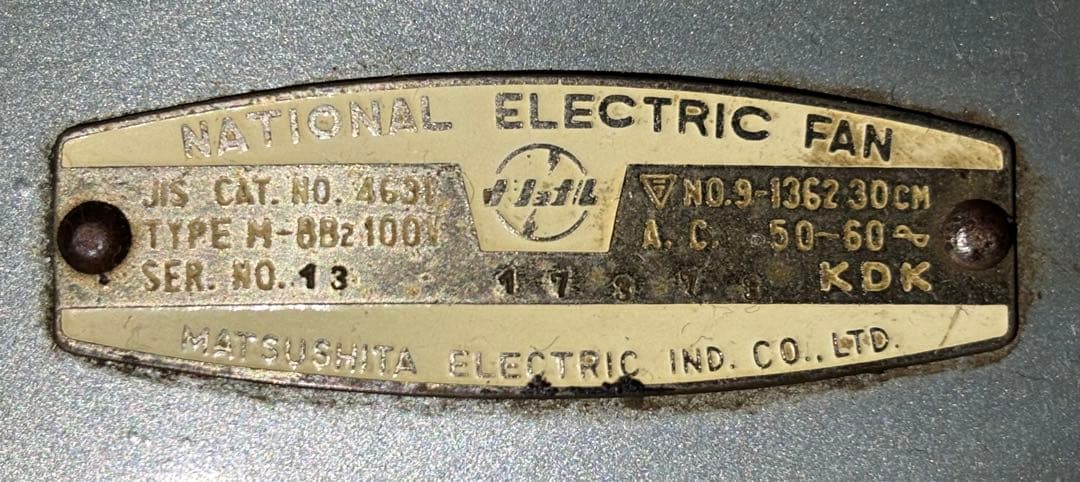 NATIONAL ELECTRIC FAN
JIS CAT. NO. 4631
TYPE M-8B2 100V
SER. NO. 13 17373
▽ NO.9-1362 30CM
A. C. 50-60
KDK
MATSUSHITA ELECTRIC IND. CO., LTD.